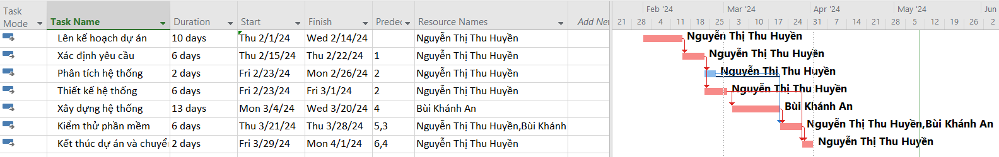 Task Mode Task Name Duration Start Finish Predec Resource Names Add New
Lên kế hoạch dự án 10 days Thu 2/1/24 Wed 2/14/24 Nguyễn Thị Thu Huyền
Xác định yêu cầu 6 days Thu 2/15/24 Thu 2/22/24 1 Nguyễn Thị Thu Huyền
Phân tích hệ thống 2 days Fri 2/23/24 Mon 2/26/24 2 Nguyễn Thị Thu Huyền
Thiết kế hệ thống 6 days Fri 2/23/24 Fri 3/1/24 2 Nguyễn Thị Thu Huyền
Xây dựng hệ thống 13 days Mon 3/4/24 Wed 3/20/24 4 Bùi Khánh An
Kiểm thử phần mềm 6 days Thu 3/21/24 Thu 3/28/24 5,3 Nguyễn Thị Thu Huyền,Bùi Khánh
Kết thúc dự án và chuyển 2 days Fri 3/29/24 Mon 4/1/24 6,4 Nguyễn Thị Thu Huyền
Feb '24 Mar '24 Apr '24 May '24 Jun
21 28 4 11 18 25 3 10 17 24 31 7 14 21 28 5 12 19 26 2
Nguyễn Thị Thu Huyền
Nguyễn Thị Thu Huyền
Nguyễn Thị Thu Huyền
Nguyễn Thị Thu Huyền
Bùi Khánh An
Nguyễn Thị Thu Huyền,Bùi Khánh An
Nguyễn Thị Thu Huyền